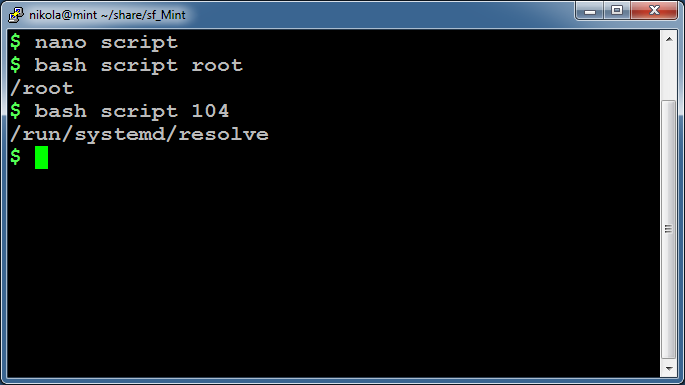 nikola@mint ~/share/sf_Mint
$ nano script
$ bash script root
/root
$ bash script 104
/run/systemd/resolve
$